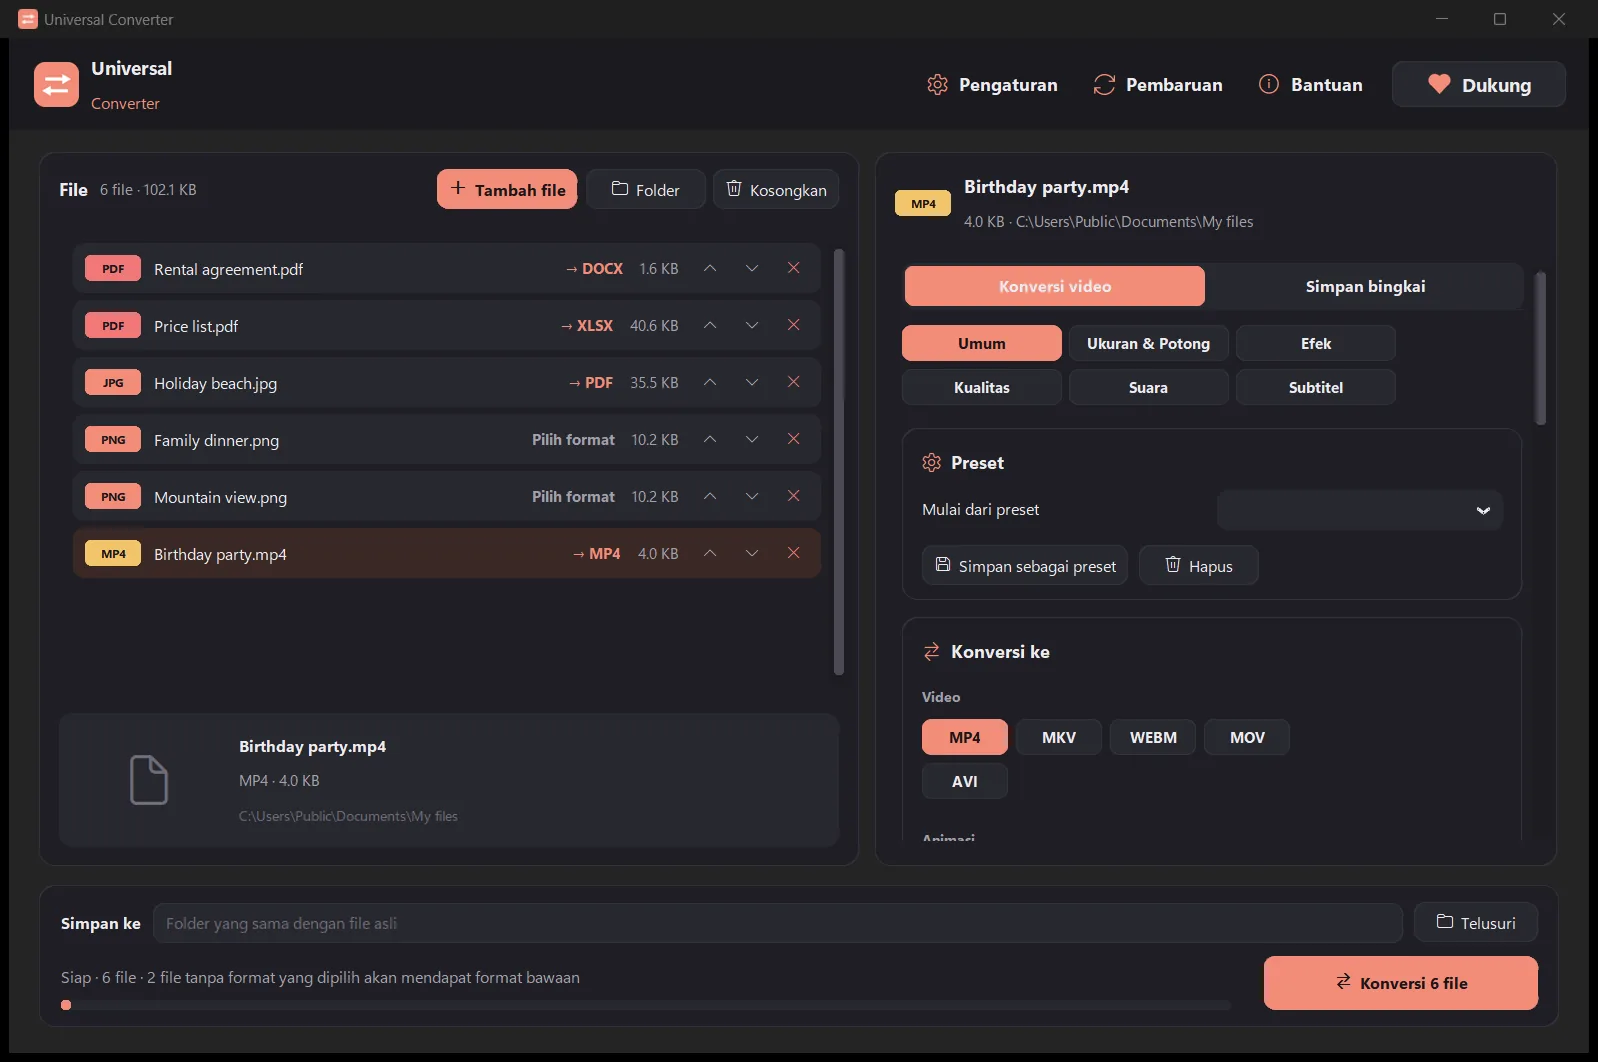 Universal Converter
Universal
Converter
Pengaturan
Pembaruan
Bantuan
Dukung
File 6 file · 102.1 KB
Tambah file
Folder
Kosongkan
PDF Rental agreement.pdf → DOCX 1.6 KB
PDF Price list.pdf → XLSX 40.6 KB
JPG Holiday beach.jpg → PDF 35.5 KB
PNG Family dinner.png Pilih format 10.2 KB
PNG Mountain view.png Pilih format 10.2 KB
MP4 Birthday party.mp4 → MP4 4.0 KB
Birthday party.mp4
MP4 · 4.0 KB
C:\Users\Public\Documents\My files
MP4
Birthday party.mp4
4.0 KB · C:\Users\Public\Documents\My files
Konversi video
Simpan bingkai
Umum
Ukuran & Potong
Efek
Kualitas
Suara
Subtitel
Preset
Mulai dari preset
Simpan sebagai preset
Hapus
Konversi ke
Video
MP4
MKV
WEBM
MOV
AVI
Animasi
Simpan ke
Folder yang sama dengan file asli
Telusuri
Siap · 6 file · 2 file tanpa format yang dipilih akan mendapat format bawaan
Konversi 6 file